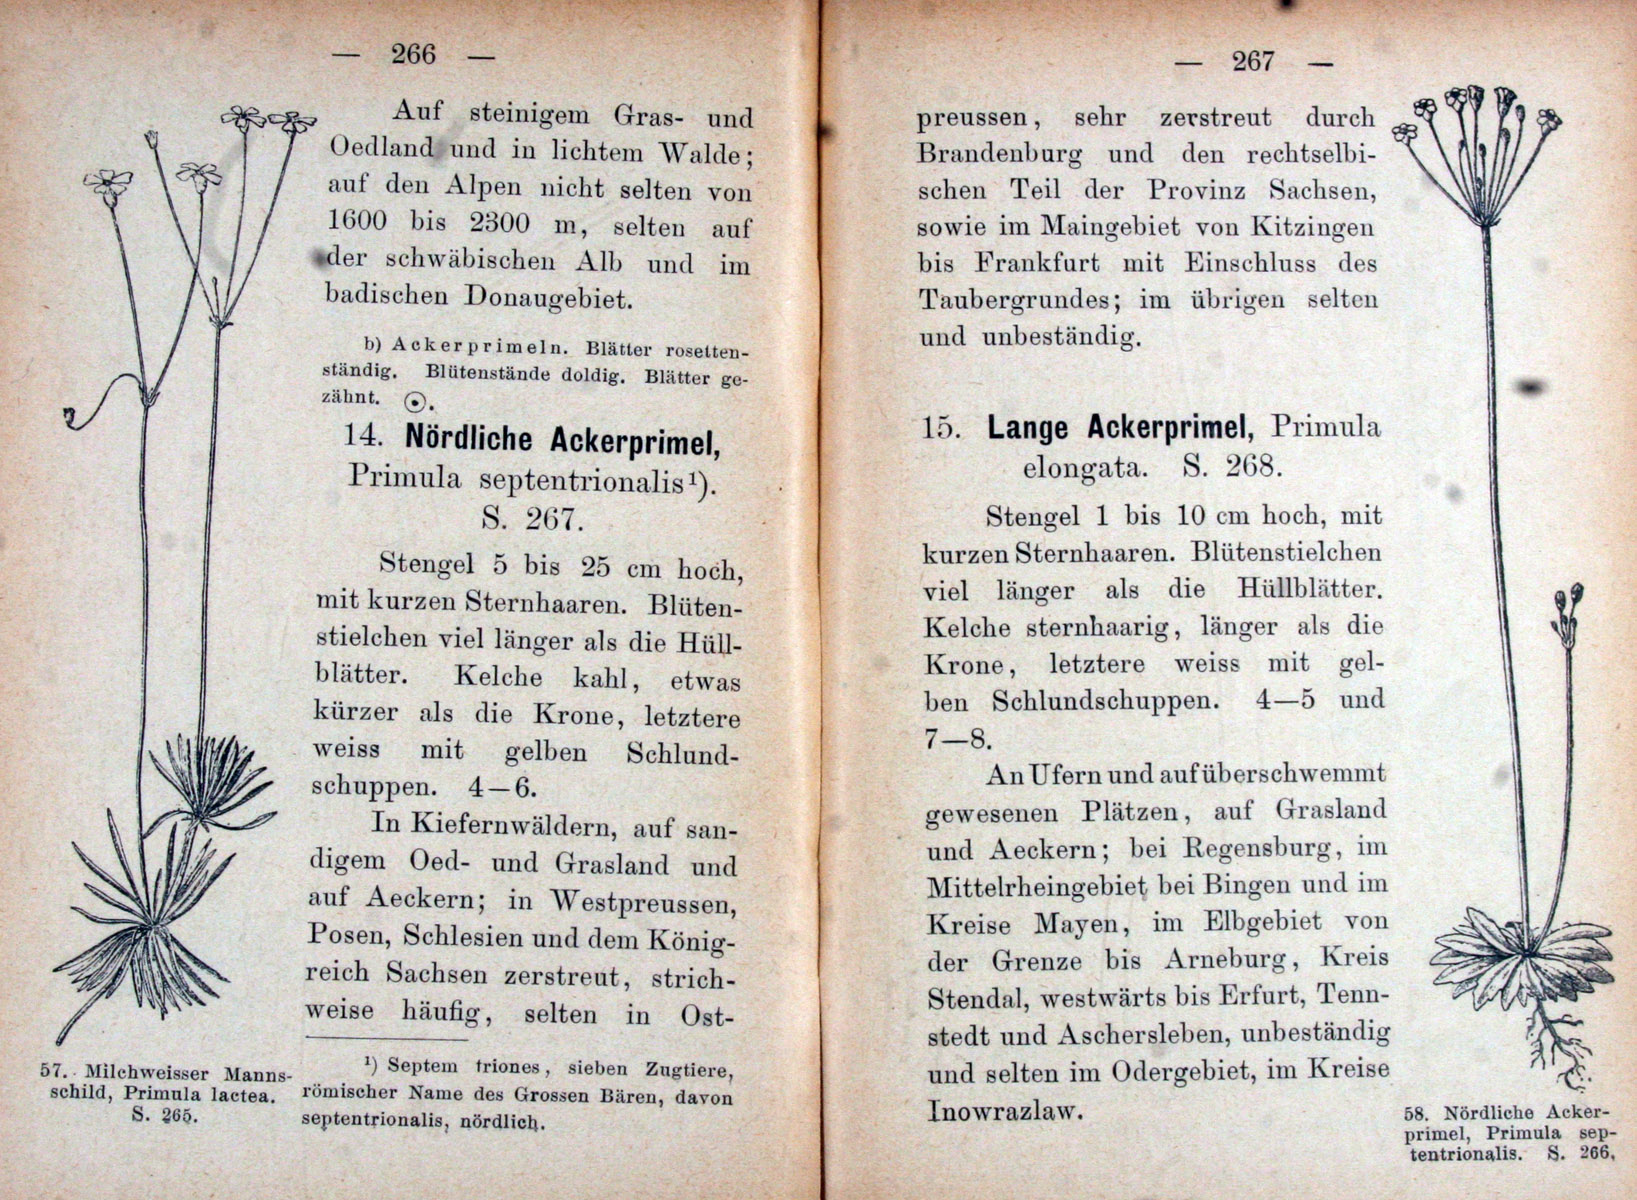 — 266 —
Auf steinigem Gras- und
Oedland und in lichtem Walde;
auf den Alpen nicht selten von
1600 bis 2300 m, selten auf
der schwäbischen Alb und im
badischen Donaugebiet.
b) Ackerprimeln. Blätter rosetten-
ständig. Blütenstände doldig. Blätter ge-
zähnt. ☉.
14. Nördliche Ackerprimel,
Primula septentrionalis¹).
S. 267.
Stengel 5 bis 25 cm hoch,
mit kurzen Sternhaaren. Blüten-
stielchen viel länger als die Hüll-
blätter. Kelche kahl, etwas
kürzer als die Krone, letztere
weiss mit gelben Schlund-
schuppen. 4—6.
In Kiefernwäldern, auf san-
digem Oed- und Grasland und
auf Aeckern; in Westpreussen,
Posen, Schlesien und dem König-
reich Sachsen zerstreut, strich-
weise häufig, selten in Ost-
¹) Septem triones, sieben Zugtiere,
römischer Name des Grossen Bären, davon
septentrionalis, nördlich.
57. Milchweisser Manns-
schild, Primula lactea.
S. 265.
— 267 —
preussen, sehr zerstreut durch
Brandenburg und den rechtselbi-
schen Teil der Provinz Sachsen,
sowie im Maingebiet von Kitzingen
bis Frankfurt mit Einschluss des
Taubergrundes; im übrigen selten
und unbeständig.
15. Lange Ackerprimel, Primula
elongata. S. 268.
Stengel 1 bis 10 cm hoch, mit
kurzen Sternhaaren. Blütenstielchen
viel länger als die Hüllblätter.
Kelche sternhaarig, länger als die
Krone, letztere weiss mit gel-
ben Schlundschuppen. 4—5 und
7—8.
An Ufern und auf überschwemmt
gewesenen Plätzen, auf Grasland
und Aeckern; bei Regensburg, im
Mittelrheingebiet bei Bingen und im
Kreise Mayen, im Elbgebiet von
der Grenze bis Arneburg, Kreis
Stendal, westwärts bis Erfurt, Tenn-
stedt und Aschersleben, unbeständig
und selten im Odergebiet, im Kreise
Inowrazlaw.
58. Nördliche Acker-
primel, Primula sep-
tentrionalis. S. 266.